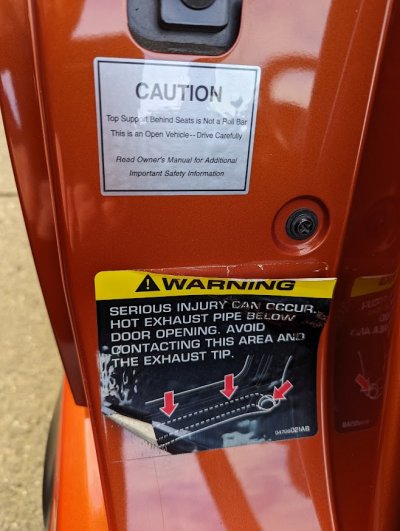 CAUTION
Top Support Behind Seats is Not a Roll Bar
This is an Open Vehicle -- Drive Carefully
Read Owner's Manual for Additional
Important Safety Information
WARNING
SERIOUS INJURY CAN OCCUR.
HOT EXHAUST PIPE BELOW
DOOR OPENING. AVOID
CONTACTING THIS AREA AND
THE EXHAUST TIP.